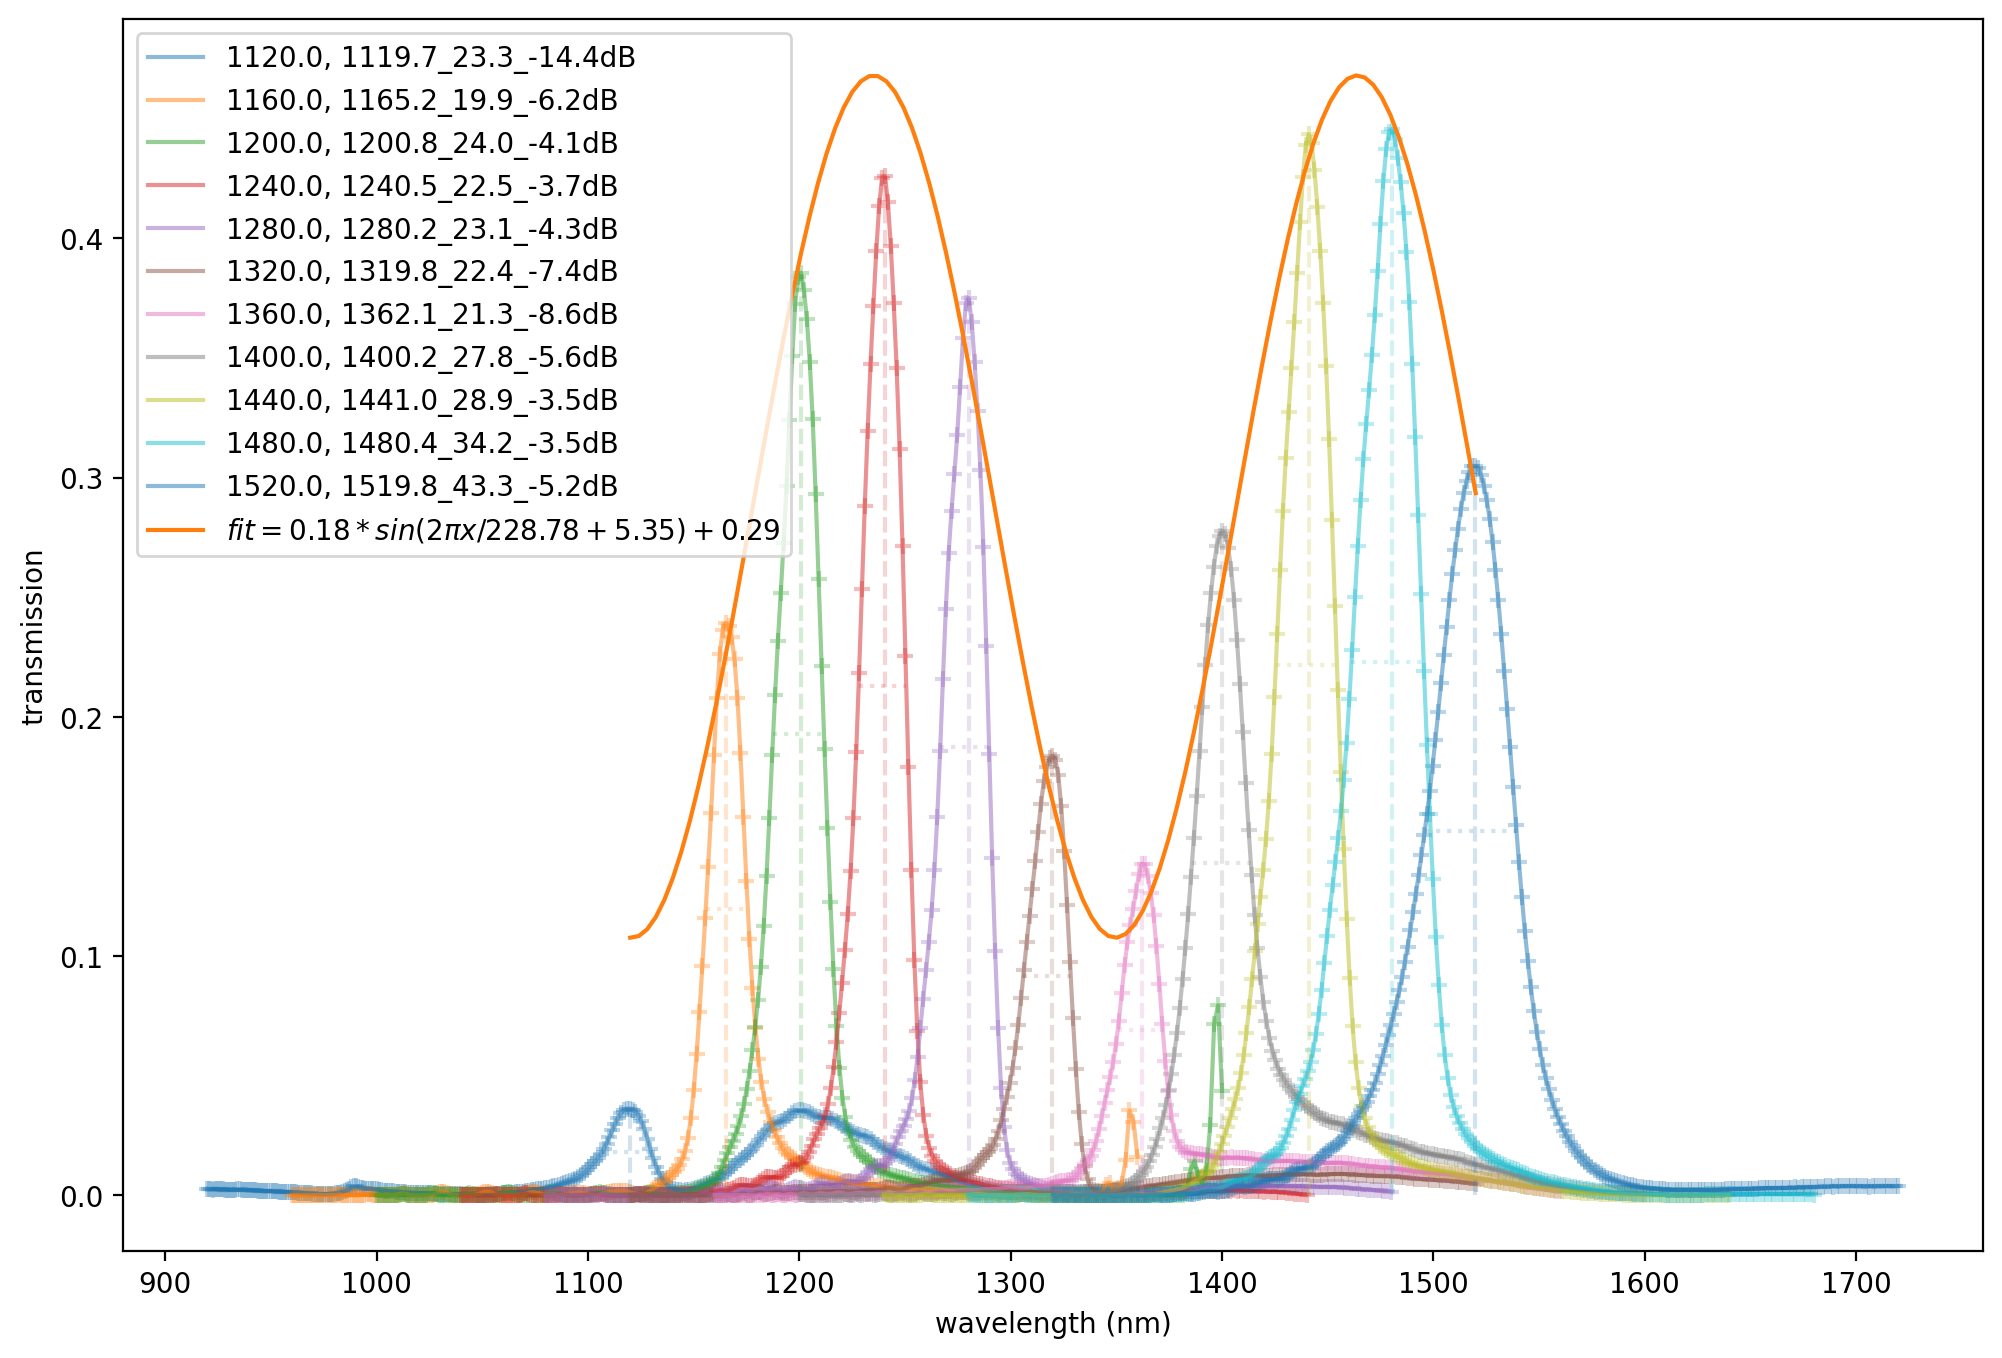 1120.0, 1119.7_23.3_-14.4dB
1160.0, 1165.2_19.9_-6.2dB
1200.0, 1200.8_24.0_-4.1dB
1240.0, 1240.5_22.5_-3.7dB
1280.0, 1280.2_23.1_-4.3dB
1320.0, 1319.8_22.4_-7.4dB
1360.0, 1362.1_21.3_-8.6dB
1400.0, 1400.2_27.8_-5.6dB
1440.0, 1441.0_28.9_-3.5dB
1480.0, 1480.4_34.2_-3.5dB
1520.0, 1519.8_43.3_-5.2dB
fit = 0.18 * sin(2πx/228.78 + 5.35) + 0.29
transmission
0.4
0.3
0.2
0.1
0.0
900 1000 1100 1200 1300 1400 1500 1600 1700
wavelength (nm)